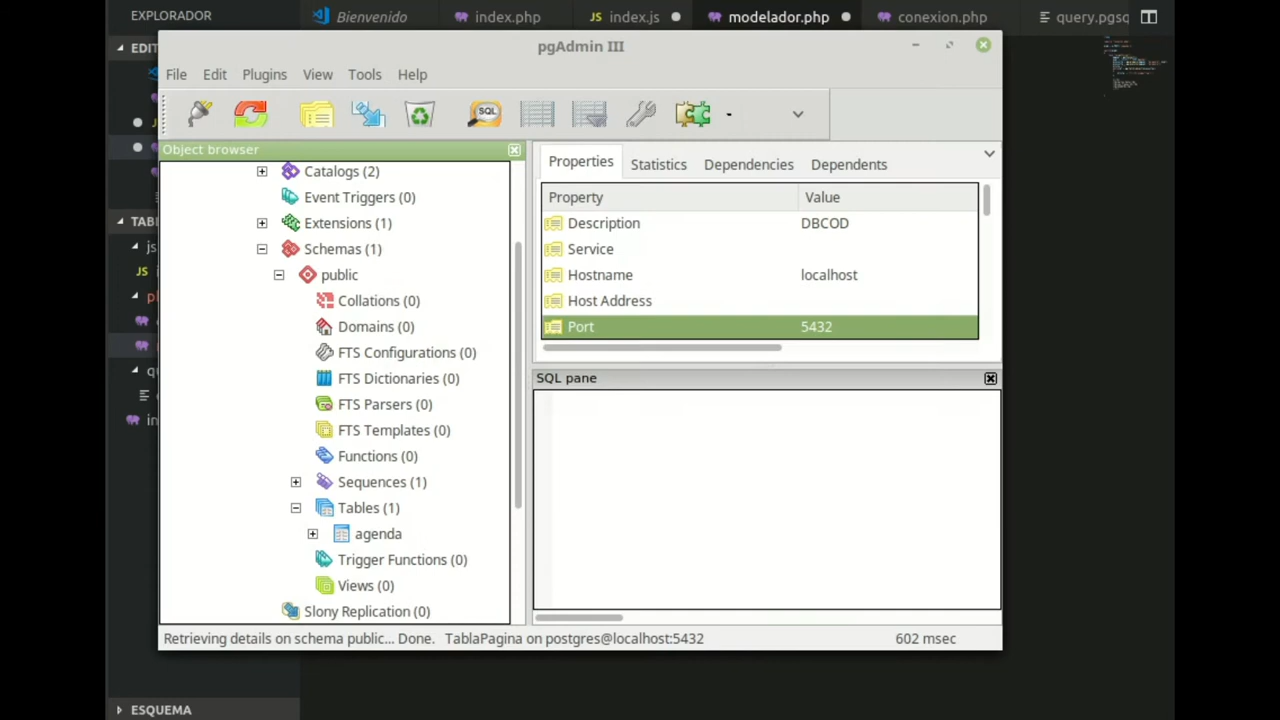 EXPLORADOR
Bienvenido
index.php
JS index.js
modelador.php
conexion.php
query.pgsq
EDIT
TAB
js
JS
pgAdmin III
File Edit Plugins View Tools Help
SQL
Object browser
Catalogs (2)
Event Triggers (0)
Extensions (1)
Schemas (1)
public
Collations (0)
Domains (0)
FTS Configurations (0)
FTS Dictionaries (0)
FTS Parsers (0)
FTS Templates (0)
Functions (0)
Sequences (1)
Tables (1)
agenda
Trigger Functions (0)
Views (0)
Slony Replication (0)
Properties Statistics Dependencies Dependents
Property Value
Description DBCOD
Service
Hostname localhost
Host Address
Port 5432
SQL pane
Retrieving details on schema public... Done. TablaPagina on postgres@localhost:5432 602 msec
ESQUEMA